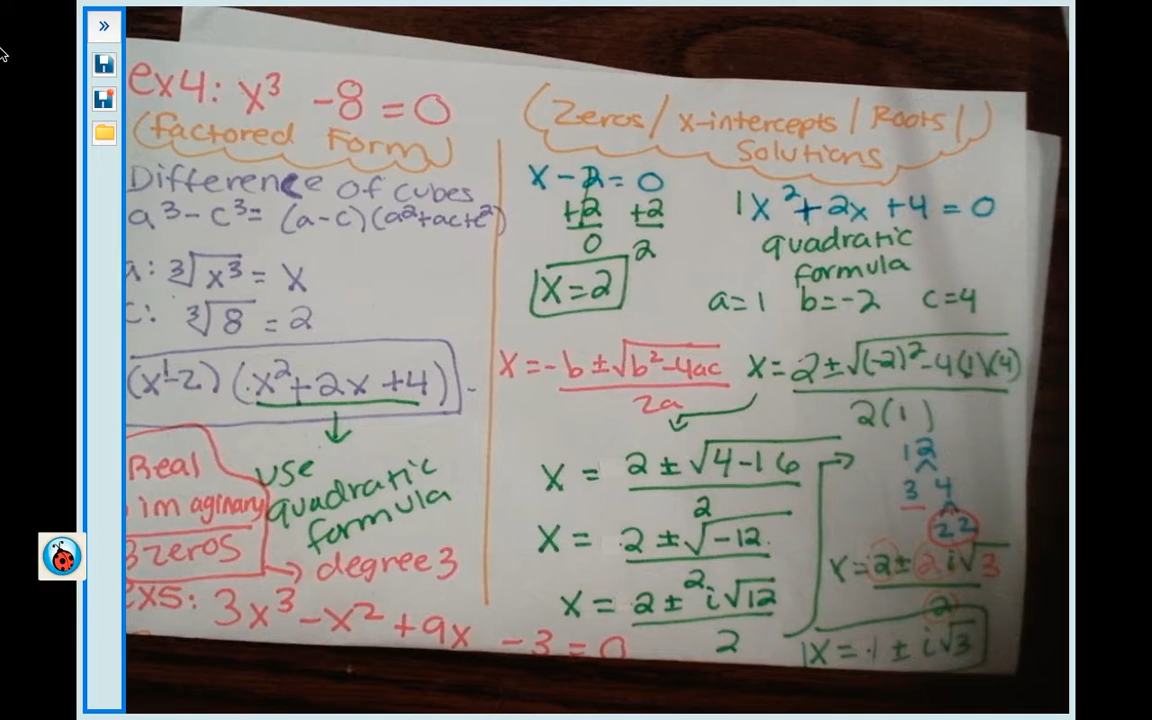 »
ex4: x³ -8 = 0
(factored Form)
Difference of cubes
a³ - c³ = (a-c)(a²+ac+c²)
a: ∛x³ = x
c: ∛8 = 2
(x¹-2)(x²+2x+4)
Real
imaginary
3 zeros
use
quadratic
formula
→ degree 3
ex5: 3x³ - x² + 9x - 3 = 0
(Zeros / x-intercepts / Roots /)
Solutions
x - 2 = 0
+2 +2
0 2
x = 2
1x² + 2x + 4 = 0
quadratic
formula
a=1 b=-2 c=4
x = -b ± √b²-4ac
2a
x = 2 ± √(-2)²-4(1)(4)
2(1)
x = 2 ± √4-16
2
x = 2 ± √-12
2
x = 2 ± i√12
2
12
3 4
2 2
x = 2 ± 2i√3
2
x = 1 ± i√3